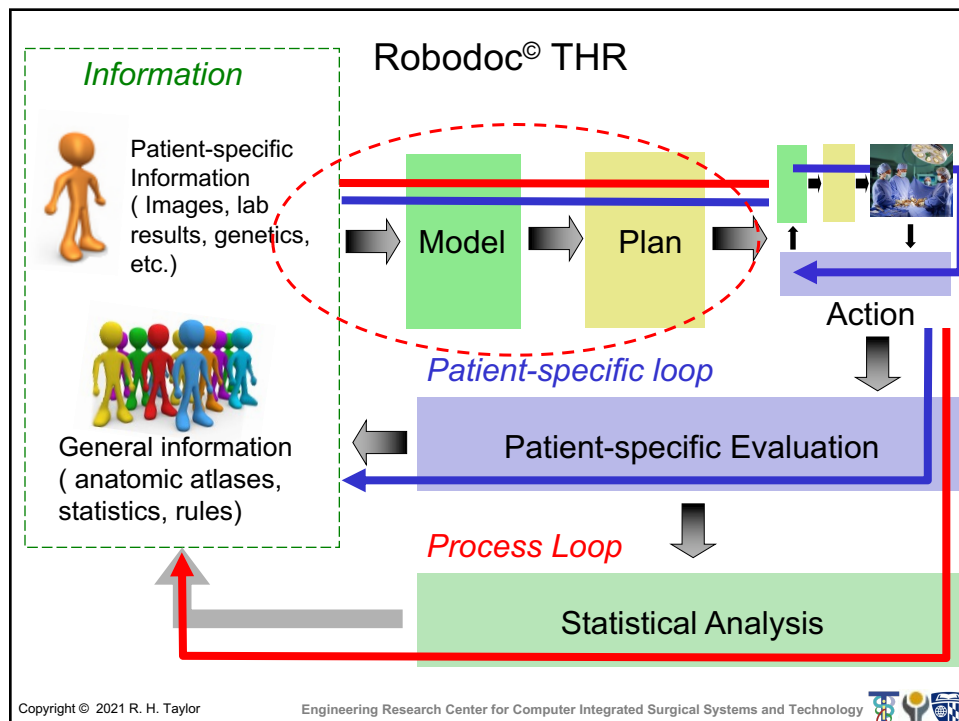 Robodoc© THR
Information
Patient-specific
Information
( Images, lab
results, genetics,
etc.)
Model
Plan
Action
Patient-specific loop
Patient-specific Evaluation
General information
( anatomic atlases,
statistics, rules)
Process Loop
Statistical Analysis
Copyright © 2021 R. H. Taylor
Engineering Research Center for Computer Integrated Surgical Systems and Technology